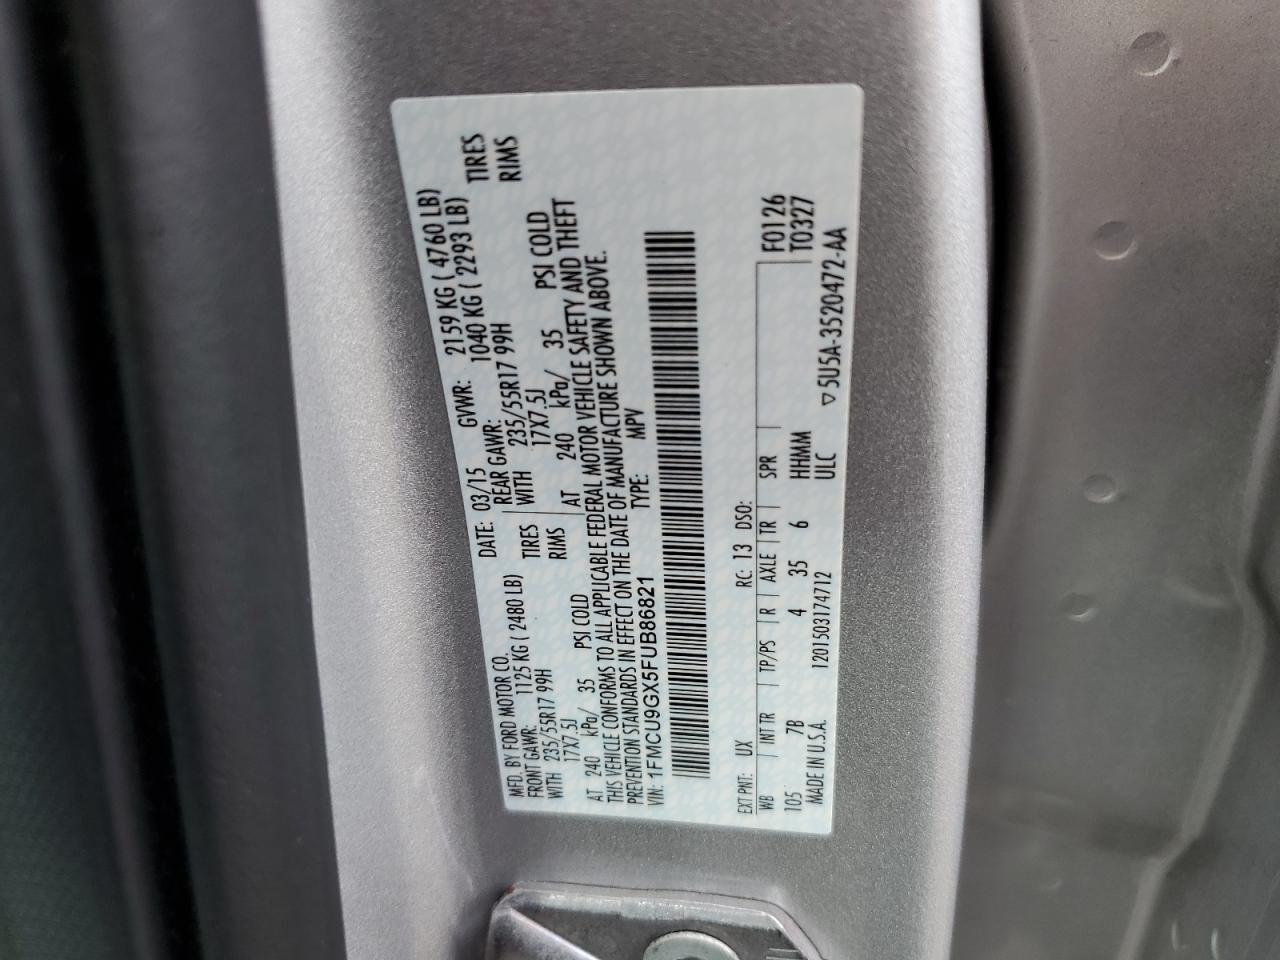 MFD. BY FORD MOTOR CO. DATE: 03/15 GVWR: 2159 KG ( 4760 LB)
FRONT GAWR: 1125 KG ( 2480 LB) REAR GAWR: 1040 KG ( 2293 LB)
WITH 235/55R17 99H TIRES WITH 235/55R17 99H TIRES
17X7.5J RIMS 17X7.5J RIMS
AT 240 kPa/ 35 PSI COLD AT 240 kPa/ 35 PSI COLD
THIS VEHICLE CONFORMS TO ALL APPLICABLE FEDERAL MOTOR VEHICLE SAFETY AND THEFT
PREVENTION STANDARDS IN EFFECT ON THE DATE OF MANUFACTURE SHOWN ABOVE.
VIN: 1FMCU9GX5FUB86821 TYPE: MPV
EXT PNT: UX RC: 13 DSO:
WB INT TR TP/PS R AXLE TR SPR F0126
105 7B 4 35 6 HHMM T0327
MADE IN U.S.A. 1201503174712 ULC ▽5U5A-3520472-AA